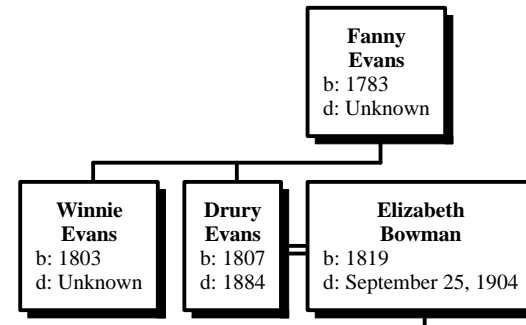 Fanny
Evans
b: 1783
d: Unknown
Winnie
Evans
b: 1803
d: Unknown
Drury
Evans
b: 1807
d: 1884
Elizabeth
Bowman
b: 1819
d: September 25, 1904